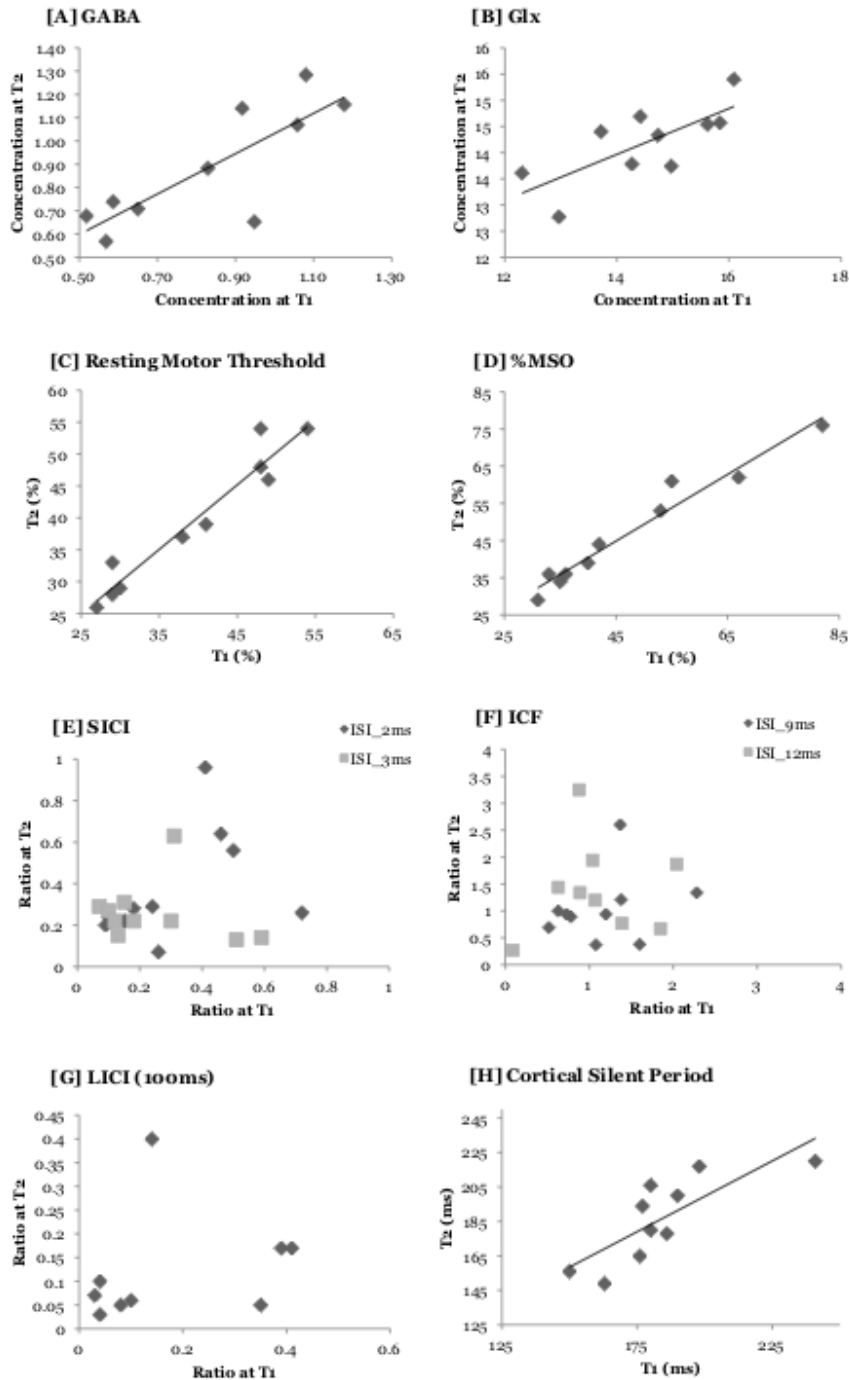 [A] GABA
Concentration at T2
1.40
1.30
1.20
1.10
1.00
0.90
0.80
0.70
0.60
0.50
0.50 0.70 0.90 1.10 1.30
Concentration at T1
[B] Glx
Concentration at T2
16
16
15
15
14
14
13
13
12
12 14 16 18
Concentration at T1
[C] Resting Motor Threshold
T2 (%)
60
55
50
45
40
35
30
25
25 35 45 55 65
T1 (%)
[D] %MSO
T2 (%)
85
75
65
55
45
35
25
25 45 65 85
T1 (%)
[E] SICI
ISI_2ms
ISI_3ms
Ratio at T2
1
0.8
0.6
0.4
0.2
0
0 0.2 0.4 0.6 0.8 1
Ratio at T1
[F] ICF
ISI_9ms
ISI_12ms
Ratio at T2
4
3.5
3
2.5
2
1.5
1
0.5
0
0 1 2 3 4
Ratio at T1
[G] LICI (100ms)
Ratio at T2
0.45
0.4
0.35
0.3
0.25
0.2
0.15
0.1
0.05
0
0 0.2 0.4 0.6
Ratio at T1
[H] Cortical Silent Period
T2 (ms)
245
225
205
185
165
145
125
125 175 225
T1 (ms)